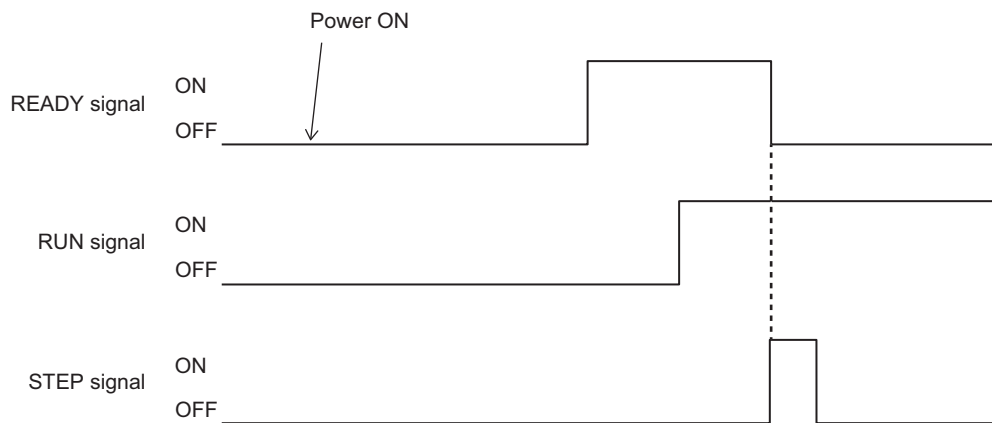 Power ON
READY signal
ON
OFF
RUN signal
ON
OFF
STEP signal
ON
OFF